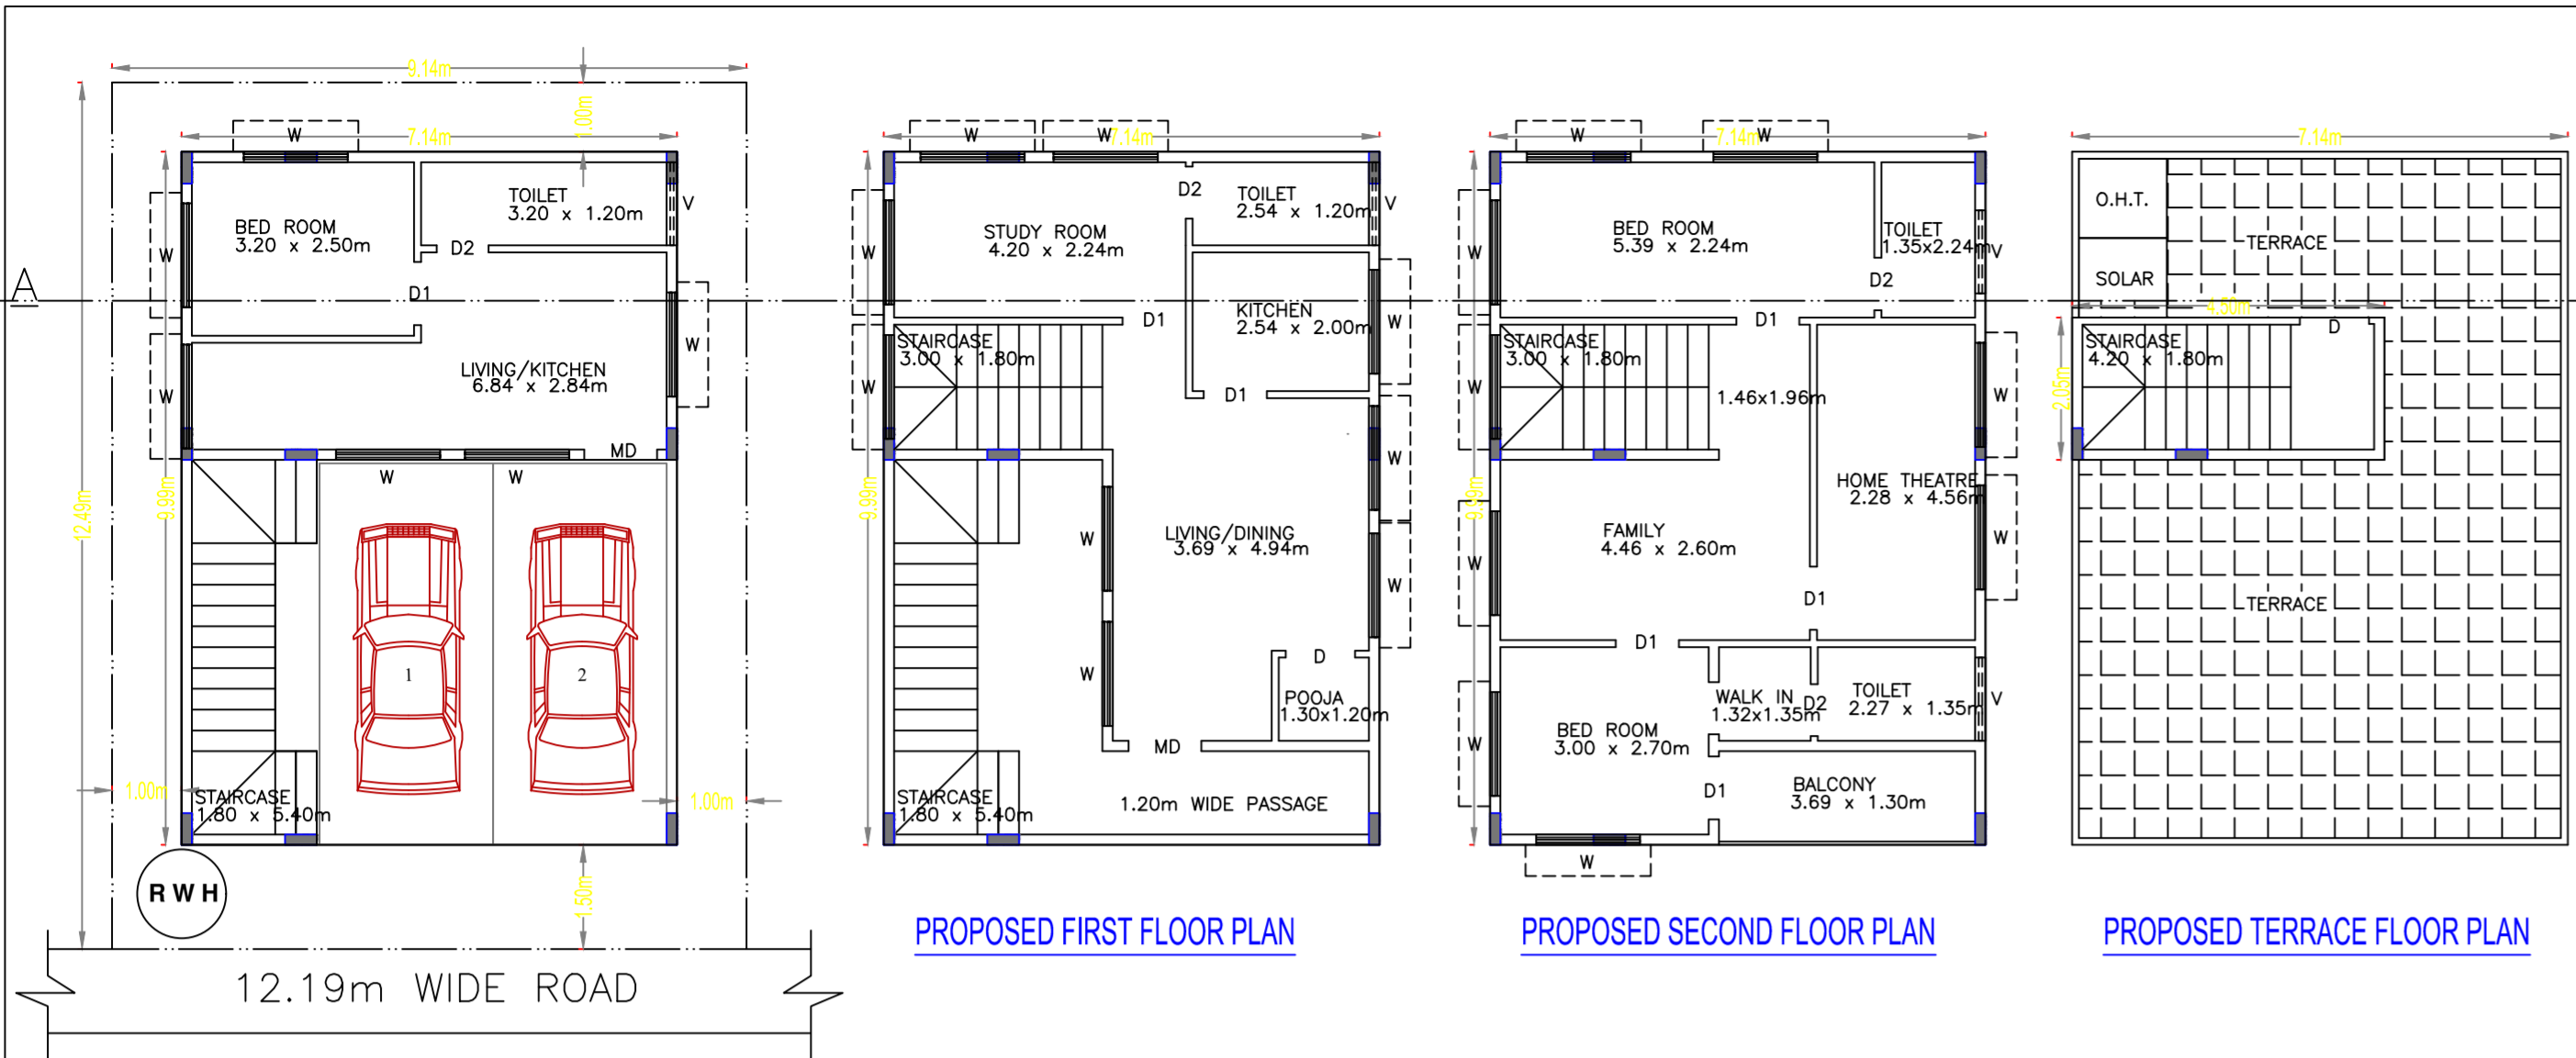 9.14m
1.00m
W
7.14m
TOILET
3.20 x 1.20m
V
BED ROOM
3.20 x 2.50m
W
D2
A
D1
W
LIVING/KITCHEN
6.84 x 2.84m
W
MD
W
W
12.49m
9.99m
1
2
1.00m
STAIRCASE
1.80 x 5.40m
1.00m
1.50m
RWH
12.19m WIDE ROAD
W
W
7.14m
D2
TOILET
2.54 x 1.20m
V
STUDY ROOM
4.20 x 2.24m
W
KITCHEN
2.54 x 2.00m
W
D1
STAIRCASE
3.00 x 1.80m
W
D1
W
9.99m
W
LIVING/DINING
3.69 x 4.94m
W
D
W
POOJA
1.30x1.20m
MD
STAIRCASE
1.80 x 5.40m
1.20m WIDE PASSAGE
PROPOSED FIRST FLOOR PLAN
W
W
7.14m
BED ROOM
5.39 x 2.24m
TOILET
1.35x2.24m
V
W
D2
D1
STAIRCASE
3.00 x 1.80m
W
1.46x1.96m
W
HOME THEATRE
2.28 x 4.56m
9.99m
FAMILY
4.46 x 2.60m
W
W
D1
D1
WALK IN
1.32x1.35m
D2
TOILET
2.27 x 1.35m
V
BED ROOM
3.00 x 2.70m
W
D1
BALCONY
3.69 x 1.30m
W
PROPOSED SECOND FLOOR PLAN
7.14m
O.H.T.
TERRACE
SOLAR
4.50m
D
STAIRCASE
4.20 x 1.80m
2.05m
TERRACE
PROPOSED TERRACE FLOOR PLAN